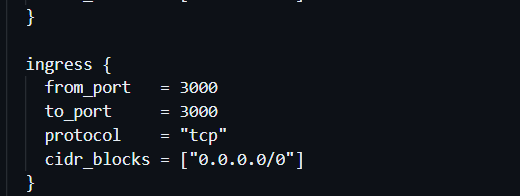 }
ingress {
from_port = 3000
to_port = 3000
protocol = "tcp"
cidr_blocks = ["0.0.0.0/0"]
}